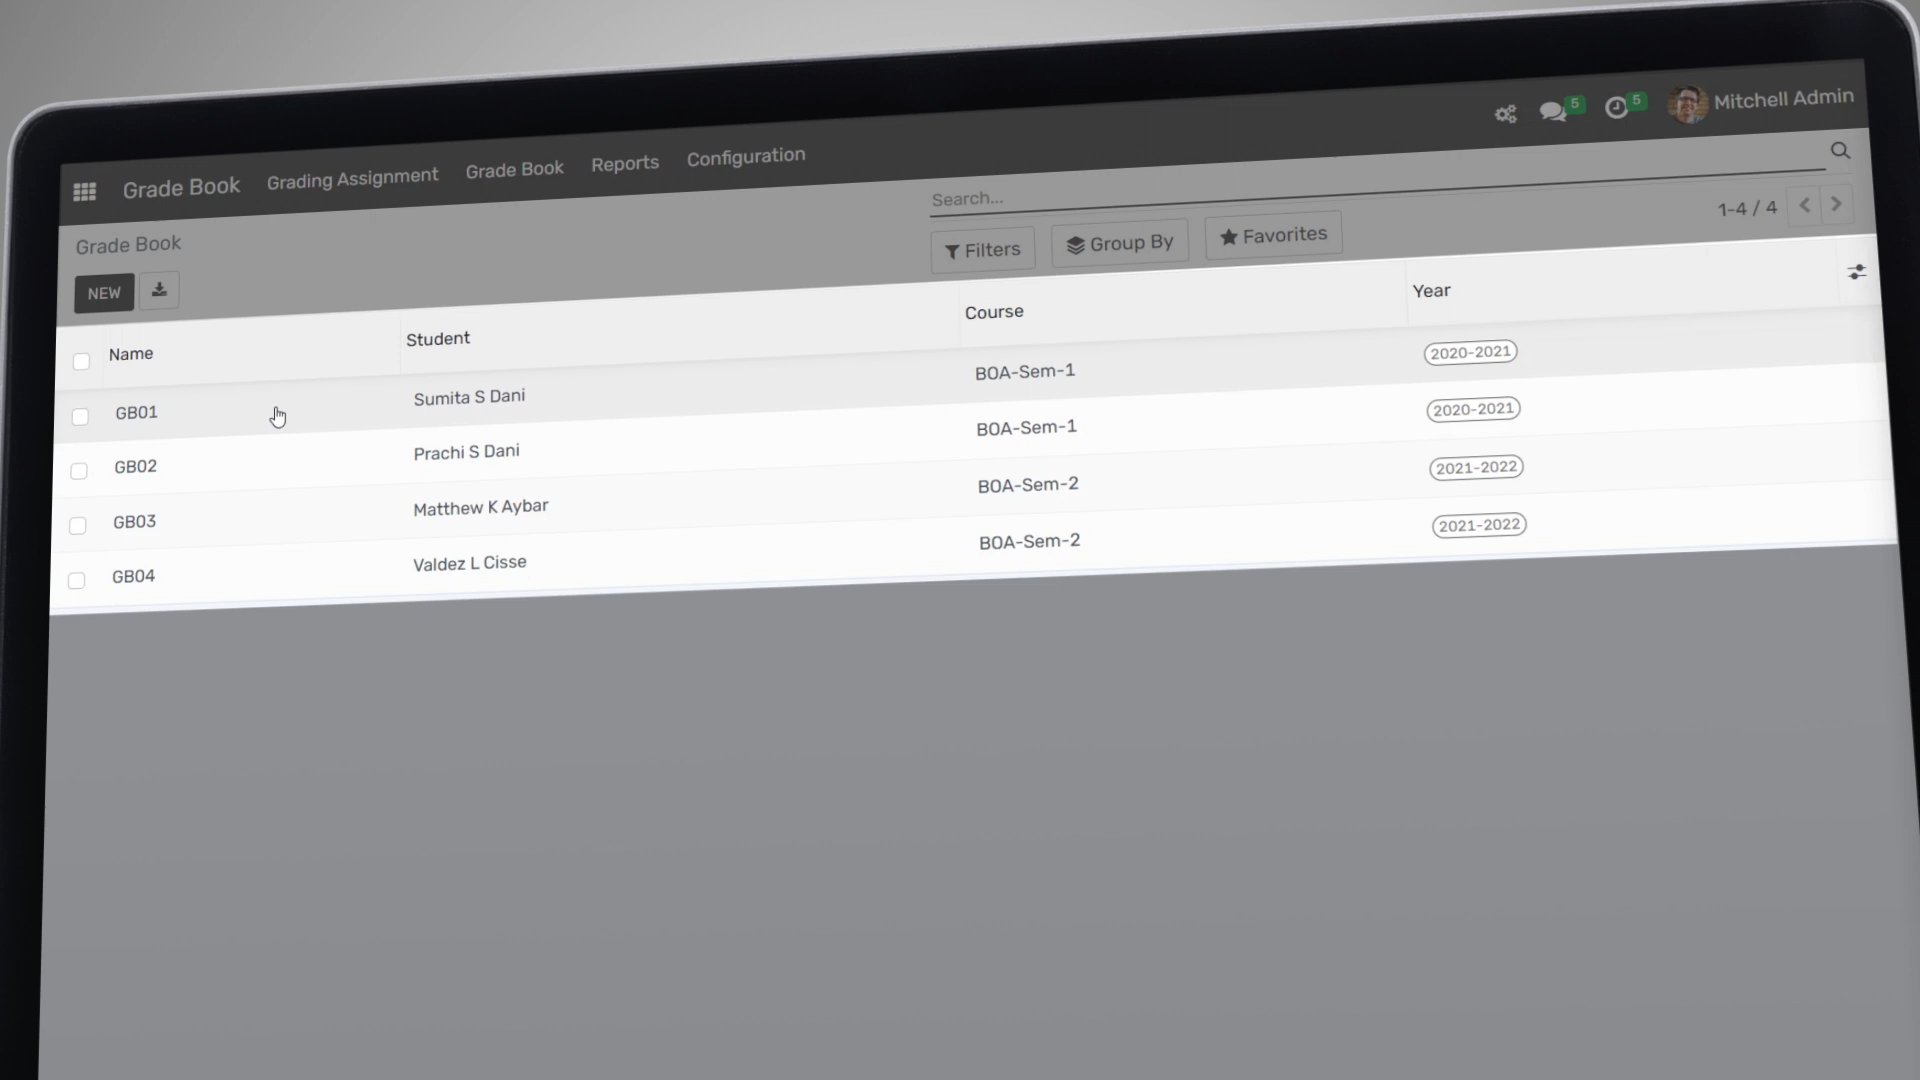 Grade Book Grading Assignment Grade Book Reports Configuration 5 5 Mitchell Admin
Grade Book Search...
NEW Filters Group By Favorites 1-4 / 4
Name Student Course Year
GB01 Sumita S Dani BOA-Sem-1 2020-2021
GB02 Prachi S Dani BOA-Sem-1 2020-2021
GB03 Matthew K Aybar BOA-Sem-2 2021-2022
GB04 Valdez L Cisse BOA-Sem-2 2021-2022